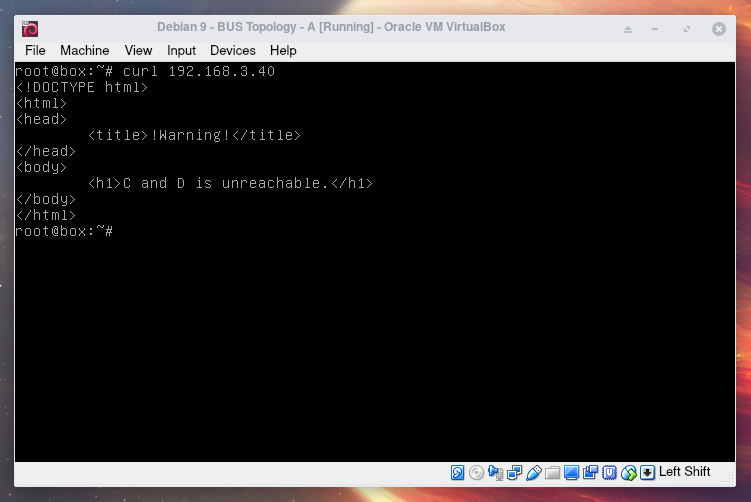 Debian 9 - BUS Topology - A [Running] - Oracle VM VirtualBox
File Machine View Input Devices Help
root@box:~# curl 192.168.3.40
<!DOCTYPE html>
<html>
<head>
        <title>!Warning!</title>
</head>
<body>
        <h1>C and D is unreachable.</h1>
</body>
</html>
root@box:~#
Left Shift